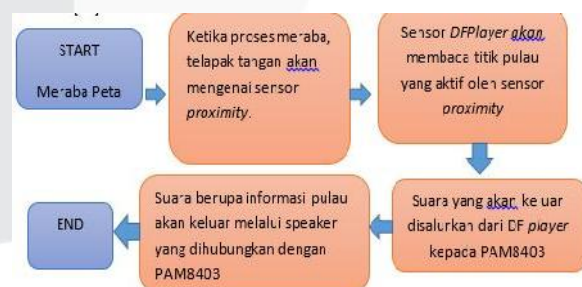 START
Meraba Peta
Ketika proses meraba,
telapak tangan akan
mengenai sensor
proximity.
Sensor DFPlayer akan
membaca titik pulau
yang aktif oleh sensor
proximity
Suara yang akan keluar
disalurkan dari DF player
kepada PAM8403
Suara berupa informasi pulau
akan keluar melalui speaker
yang dihubungkan dengan
PAM8403
END